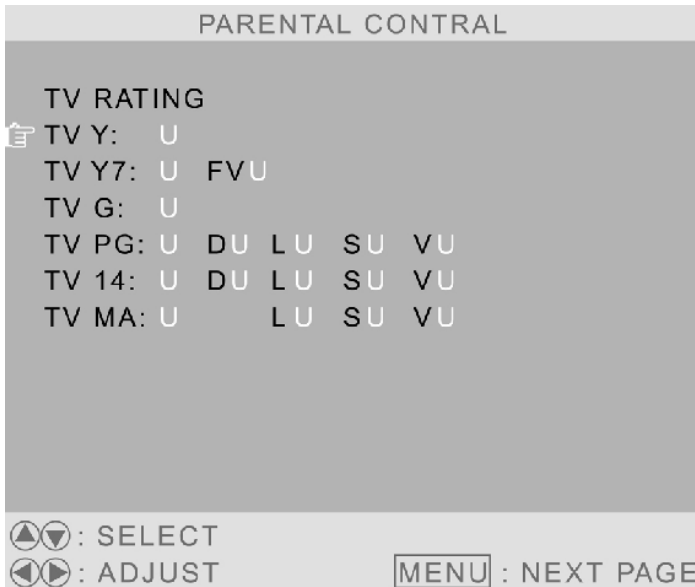 PARENTAL CONTRAL
TV RATING
TV Y: U
TV Y7: U FVU
TV G: U
TV PG: U DU LU SU VU
TV 14: U DU LU SU VU
TV MA: U LU SU VU
: SELECT
: ADJUST MENU : NEXT PAGE